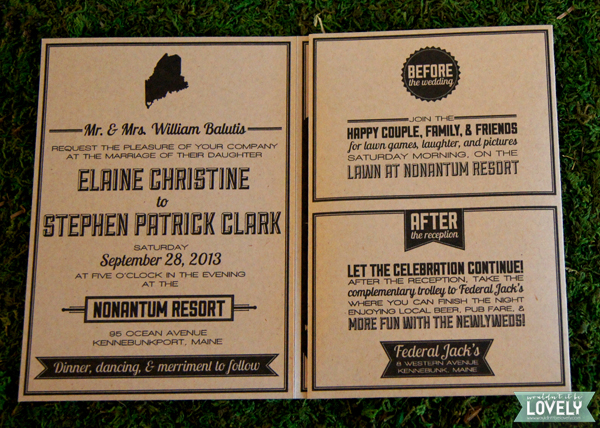 Mr. & Mrs. William Balutis
REQUEST THE PLEASURE OF YOUR COMPANY
AT THE MARRIAGE OF THEIR DAUGHTER
ELAINE CHRISTINE
to
STEPHEN PATRICK CLARK
SATURDAY
September 28, 2013
AT FIVE O'CLOCK IN THE EVENING
AT THE
NONANTUM RESORT
95 OCEAN AVENUE
KENNEBUNKPORT, MAINE
Dinner, dancing, & merriment to follow
BEFORE
the wedding
JOIN THE
HAPPY COUPLE, FAMILY, & FRIENDS
for lawn games, laughter, and pictures
SATURDAY MORNING, ON THE
LAWN AT NONANTUM RESORT
AFTER
the reception
LET THE CELEBRATION CONTINUE!
AFTER THE RECEPTION, TAKE THE
complementary trolley to Federal Jack's
WHERE YOU CAN FINISH THE NIGHT
ENJOYING LOCAL BEER, PUB FARE, &
MORE FUN WITH THE NEWLYWEDS!
Federal Jack's
8 WESTERN AVENUE
KENNEBUNK, MAINE
wouldn't it be
LOVELY